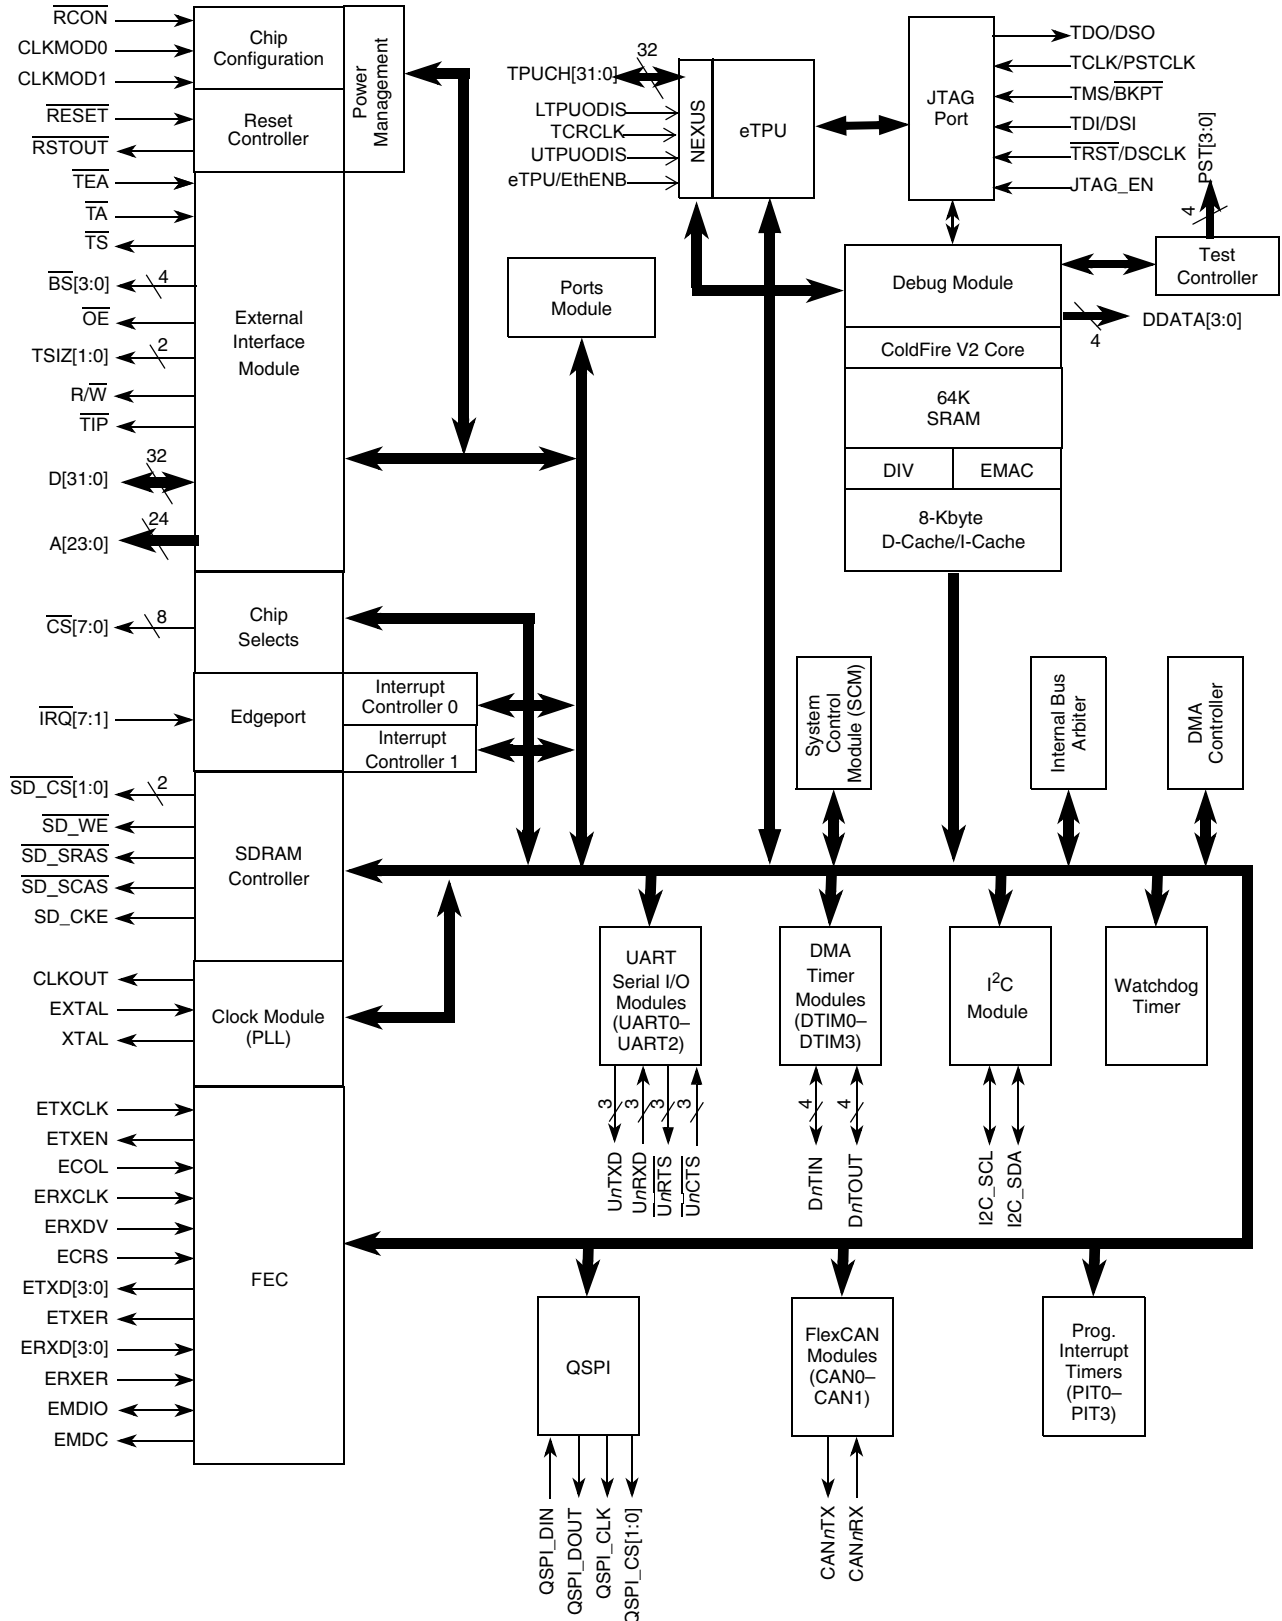 RCON
CLKMOD0
CLKMOD1
RESET
RSTOUT
TEA
TA
TS
BS[3:0]
4
OE
TSIZ[1:0]
2
R/W
TIP
D[31:0]
32
A[23:0]
24
CS[7:0]
8
IRQ[7:1]
SD_CS[1:0]
2
SD_WE
SD_SRAS
SD_SCAS
SD_CKE
CLKOUT
EXTAL
XTAL
ETXCLK
ETXEN
ECOL
ERXCLK
ERXDV
ECRS
ETXD[3:0]
ETXER
ERXD[3:0]
ERXER
EMDIO
EMDC
Chip
Configuration
Reset
Controller
Power
Management
External
Interface
Module
Chip
Selects
Edgeport
Interrupt
Controller 0
Interrupt
Controller 1
SDRAM
Controller
Clock Module
(PLL)
FEC
Ports
Module
TPUCH[31:0]
32
LTPUODIS
TCRCLK
UTPUODIS
eTPU/EthENB
NEXUS
eTPU
JTAG
Port
TDO/DSO
TCLK/PSTCLK
TMS/BKPT
TDI/DSI
TRST/DSCLK
JTAG_EN
PST[3:0]
4
Test
Controller
DDATA[3:0]
4
Debug Module
ColdFire V2 Core
64K
SRAM
DIV
EMAC
8-Kbyte
D-Cache/I-Cache
System
Control
Module (SCM)
Internal Bus
Arbiter
DMA
Controller
UART
Serial I/O
Modules
(UART0–
UART2)
3
3
3
3
UnTXD
UnRXD
UnRTS
UnCTS
DMA
Timer
Modules
(DTIM0–
DTIM3)
4
4
DnTIN
DnTOUT
I2C
Module
I2C_SCL
I2C_SDA
Watchdog
Timer
QSPI
QSPI_DIN
QSPI_DOUT
QSPI_CLK
QSPI_CS[1:0]
FlexCAN
Modules
(CAN0–
CAN1)
CANnTX
CANnRX
Prog.
Interrupt
Timers
(PIT0–
PIT3)